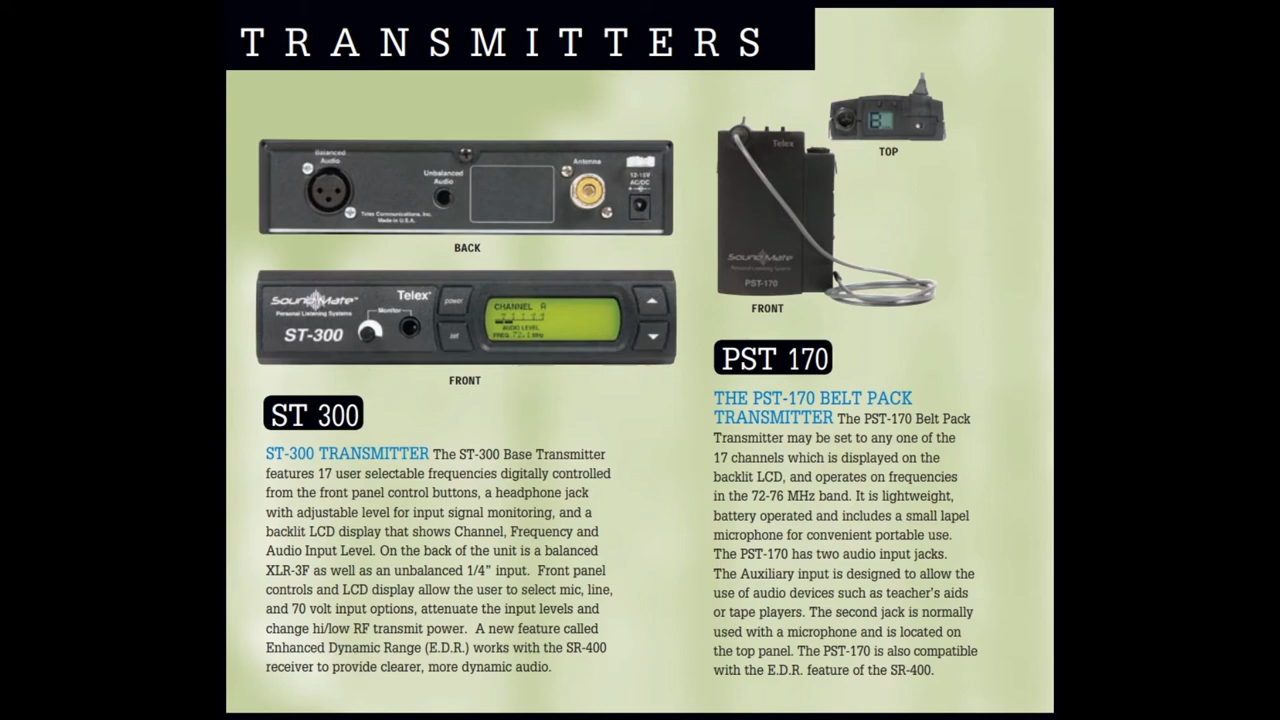 TRANSMITTERS
Balanced
Audio
Unbalanced
Audio
Antenna
12-15V
AC/DC
Telex Communications, Inc.
Made in U.S.A.
BACK
SoundMate™
Personal Listening Systems
ST-300
Telex®
Monitor
power
set
CHANNEL A
AUDIO LEVEL
FREQ. 72.1 MHz
FRONT
ST 300
ST-300 TRANSMITTER The ST-300 Base Transmitter
features 17 user selectable frequencies digitally controlled
from the front panel control buttons, a headphone jack
with adjustable level for input signal monitoring, and a
backlit LCD display that shows Channel, Frequency and
Audio Input Level. On the back of the unit is a balanced
XLR-3F as well as an unbalanced 1/4" input. Front panel
controls and LCD display allow the user to select mic, line,
and 70 volt input options, attenuate the input levels and
change hi/low RF transmit power. A new feature called
Enhanced Dynamic Range (E.D.R.) works with the SR-400
receiver to provide clearer, more dynamic audio.
B
TOP
Telex
SoundMate
Personal Listening Systems
PST-170
FRONT
PST 170
THE PST-170 BELT PACK
TRANSMITTER The PST-170 Belt Pack
Transmitter may be set to any one of the
17 channels which is displayed on the
backlit LCD, and operates on frequencies
in the 72-76 MHz band. It is lightweight,
battery operated and includes a small lapel
microphone for convenient portable use.
The PST-170 has two audio input jacks.
The Auxiliary input is designed to allow the
use of audio devices such as teacher's aids
or tape players. The second jack is normally
used with a microphone and is located on
the top panel. The PST-170 is also compatible
with the E.D.R. feature of the SR-400.